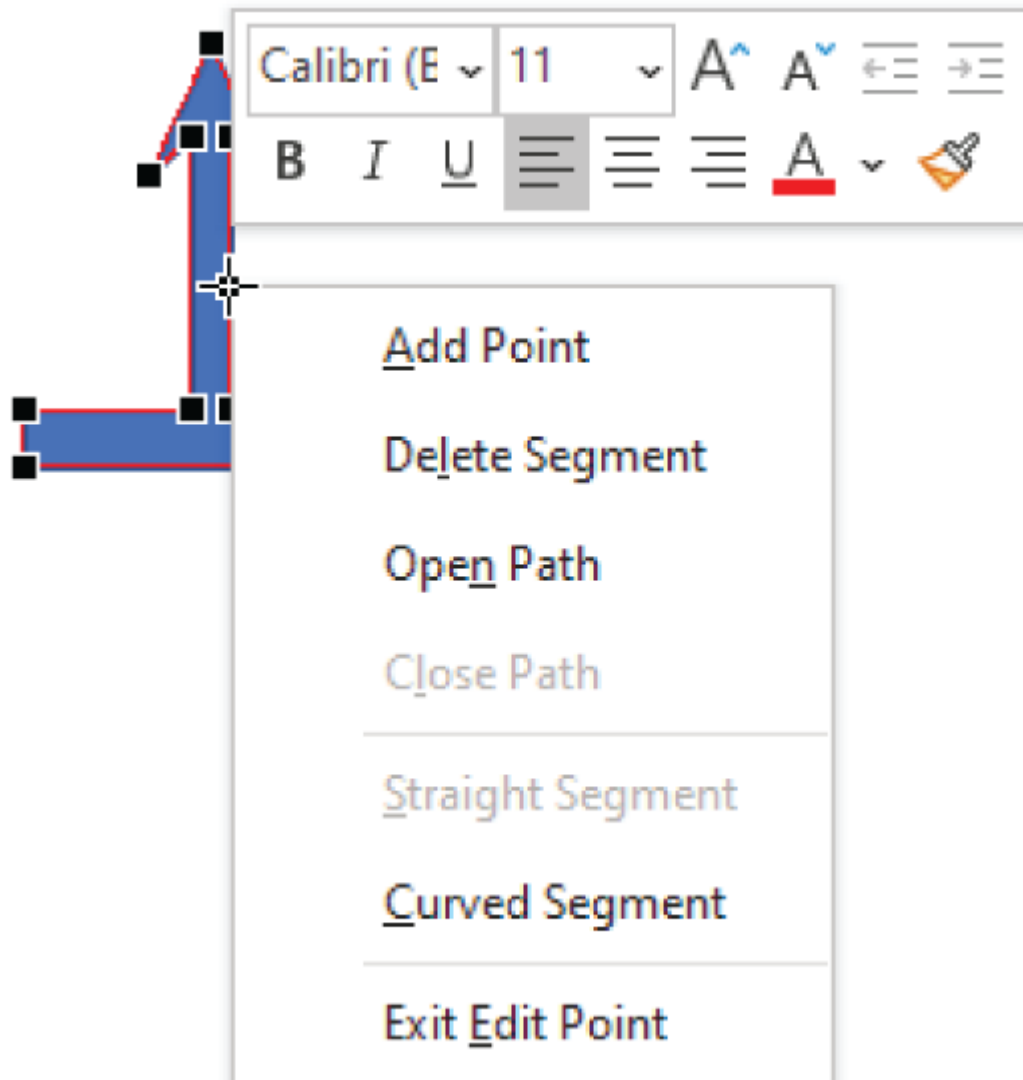 Calibri (E 11 A A
B I U A
Add Point
Delete Segment
Open Path
Close Path
Straight Segment
Curved Segment
Exit Edit Point